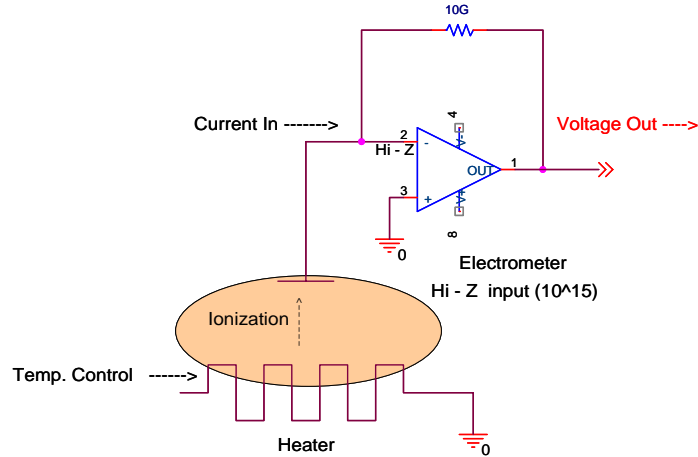 10G
Current In ------->
Voltage Out ---->
4
V-
2
-
Hi - Z
OUT
1
3
+
V+
8
0
Electrometer
Hi - Z input (10^15)
Ionization
Temp. Control ------>
0
Heater